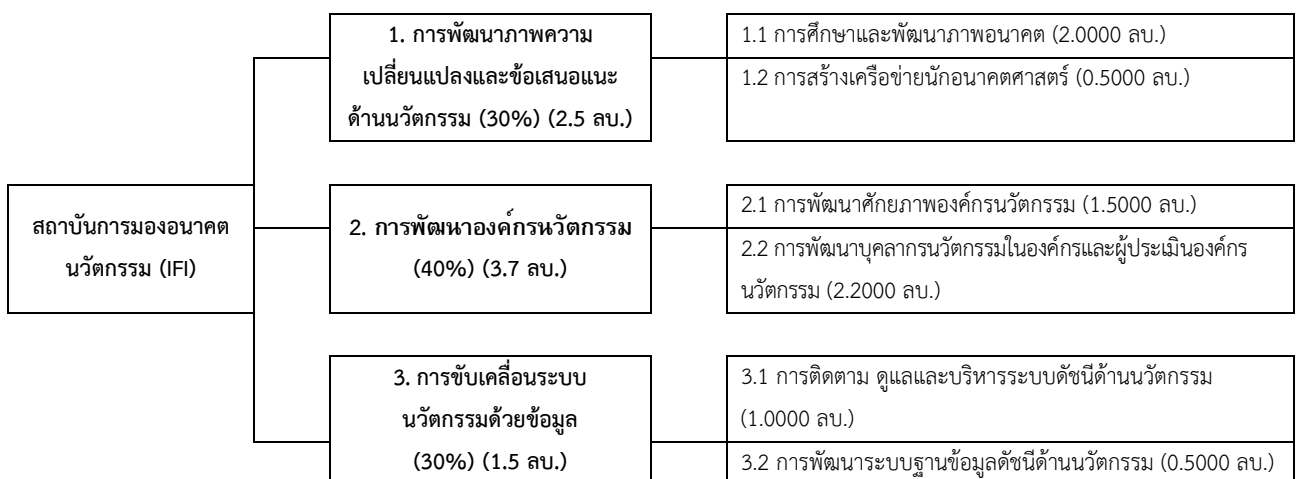 สถาบันการมองอนาคต
นวัตกรรม (IFI)
1. การพัฒนาภาพความ
เปลี่ยนแปลงและข้อเสนอแนะ
ด้านนวัตกรรม (30%) (2.5 ลบ.)
1.1 การศึกษาและพัฒนาภาพอนาคต (2.0000 ลบ.)
1.2 การสร้างเครือข่ายนักอนาคตศาสตร์ (0.5000 ลบ.)
2. การพัฒนาองค์กรนวัตกรรม
(40%) (3.7 ลบ.)
2.1 การพัฒนาศักยภาพองค์กรนวัตกรรม (1.5000 ลบ.)
2.2 การพัฒนาบุคลากรนวัตกรรมในองค์กรและผู้ประเมินองค์กร
นวัตกรรม (2.2000 ลบ.)
3. การขับเคลื่อนระบบ
นวัตกรรมด้วยข้อมูล
(30%) (1.5 ลบ.)
3.1 การติดตาม ดูแลและบริหารระบบดัชนีด้านนวัตกรรม
(1.0000 ลบ.)
3.2 การพัฒนาระบบฐานข้อมูลดัชนีด้านนวัตกรรม (0.5000 ลบ.)